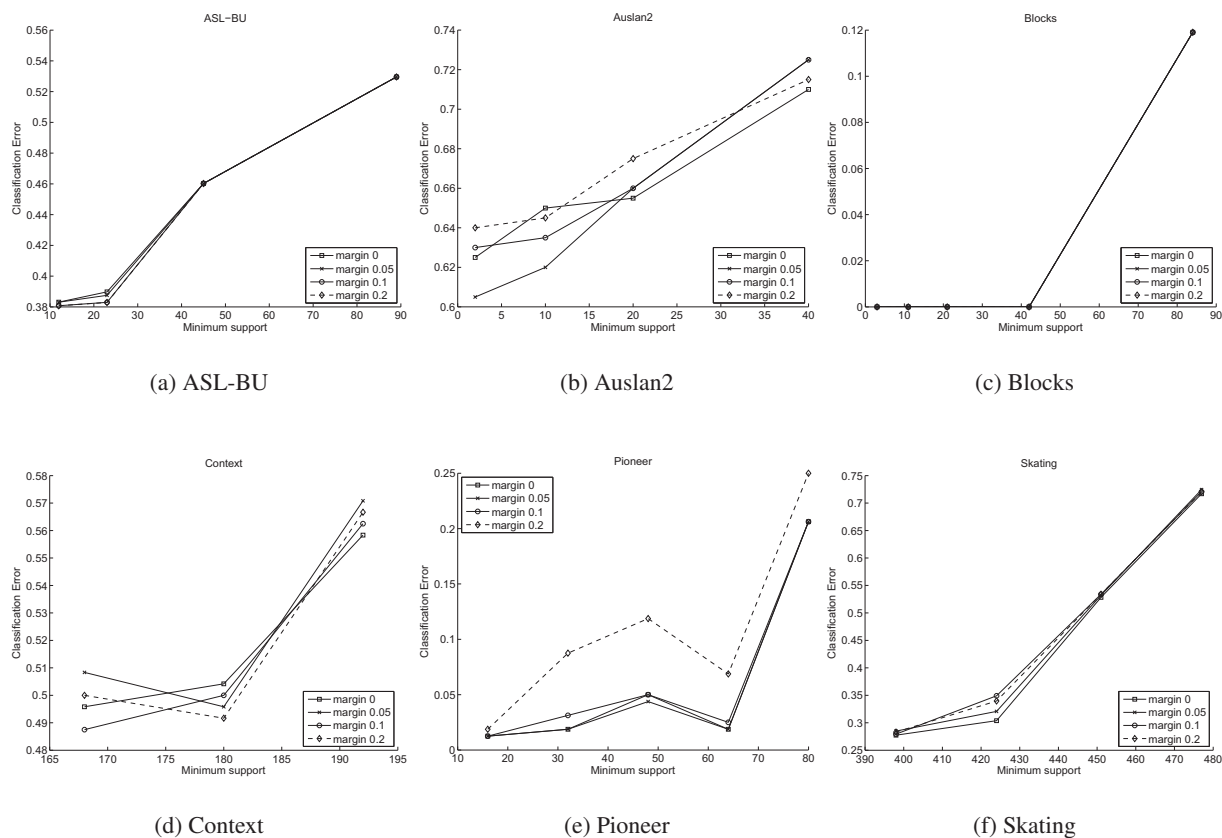 ASL-BU
0.56
0.54
0.52
0.5
0.48
0.46
0.44
0.42
0.4
0.38
10 20 30 40 50 60 70 80 90
Classification Error
Minimum support
margin 0
margin 0.05
margin 0.1
margin 0.2
(a) ASL-BU
Auslan2
0.74
0.72
0.7
0.68
0.66
0.64
0.62
0.6
0 5 10 15 20 25 30 35 40
Classification Error
Minimum support
margin 0
margin 0.05
margin 0.1
margin 0.2
(b) Auslan2
Blocks
0.12
0.1
0.08
0.06
0.04
0.02
0
0 10 20 30 40 50 60 70 80 90
Classification Error
Minimum support
margin 0
margin 0.05
margin 0.1
margin 0.2
(c) Blocks
Context
0.58
0.57
0.56
0.55
0.54
0.53
0.52
0.51
0.5
0.49
0.48
165 170 175 180 185 190 195
Classification Error
Minimum support
margin 0
margin 0.05
margin 0.1
margin 0.2
(d) Context
Pioneer
0.25
0.2
0.15
0.1
0.05
0
10 20 30 40 50 60 70 80
Classification Error
Minimum support
margin 0
margin 0.05
margin 0.1
margin 0.2
(e) Pioneer
Skating
0.75
0.7
0.65
0.6
0.55
0.5
0.45
0.4
0.35
0.3
0.25
390 400 410 420 430 440 450 460 470 480
Classification Error
Minimum support
margin 0
margin 0.05
margin 0.1
margin 0.2
(f) Skating